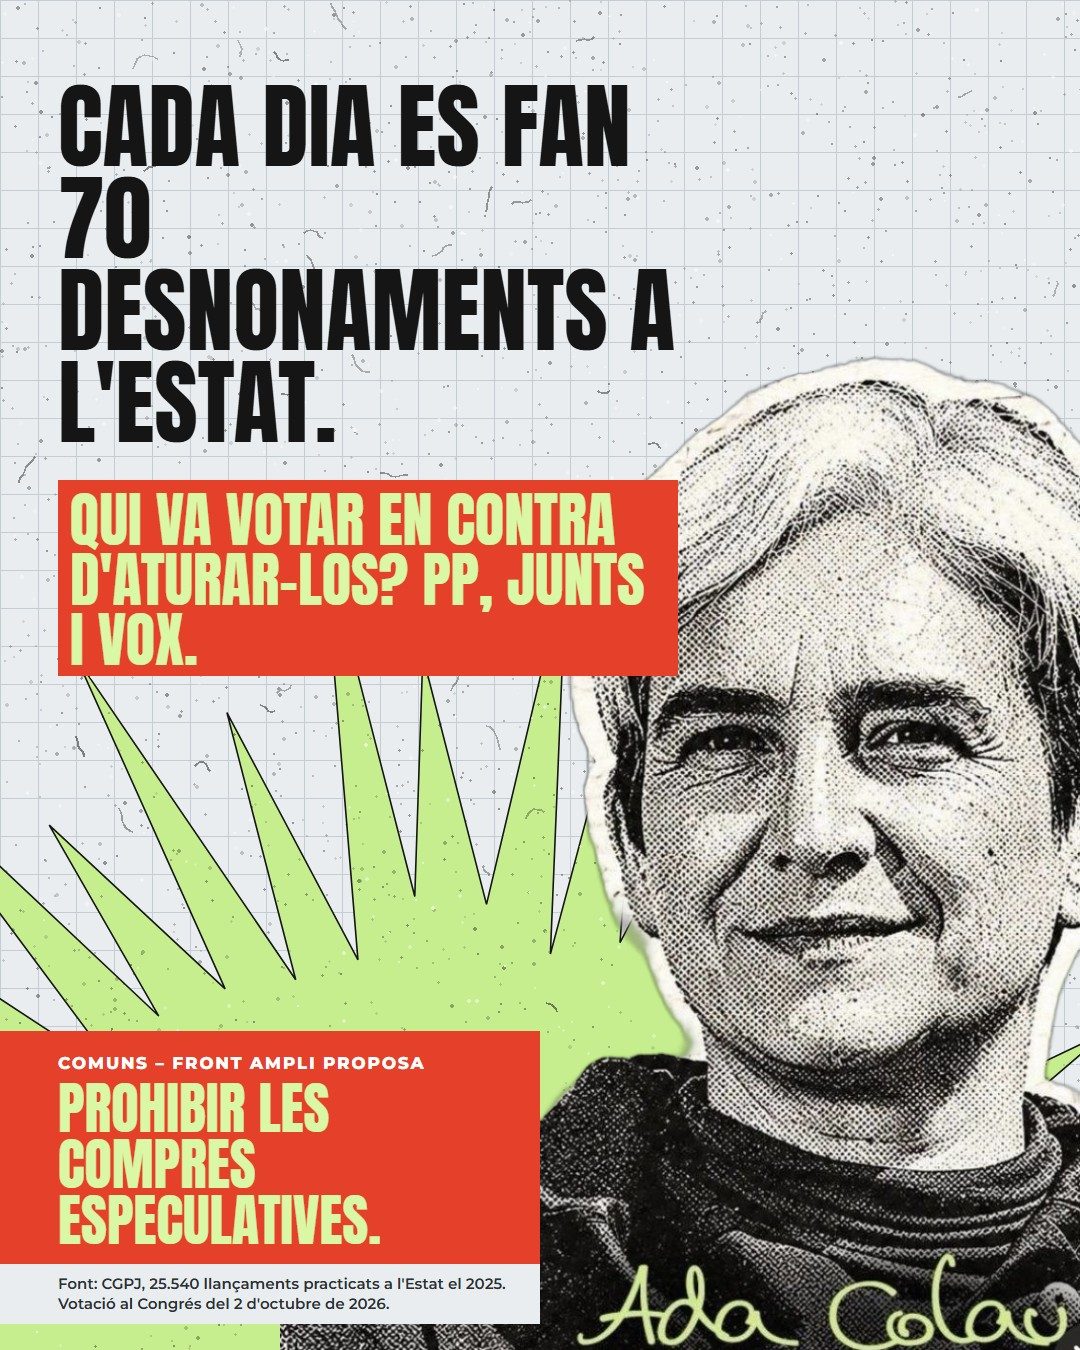 CADA DIA ES FAN
70
DESNONAMENTS A
L'ESTAT.
QUI VA VOTAR EN CONTRA
D'ATURAR-LOS? PP, JUNTS
I VOX.
COMUNS – FRONT AMPLI PROPOSA
PROHIBIR LES
COMPRES
ESPECULATIVES.
Font: CGPJ, 25.540 llançaments practicats a l'Estat el 2025.
Votació al Congrés del 2 d'octubre de 2026.
Ada Colau